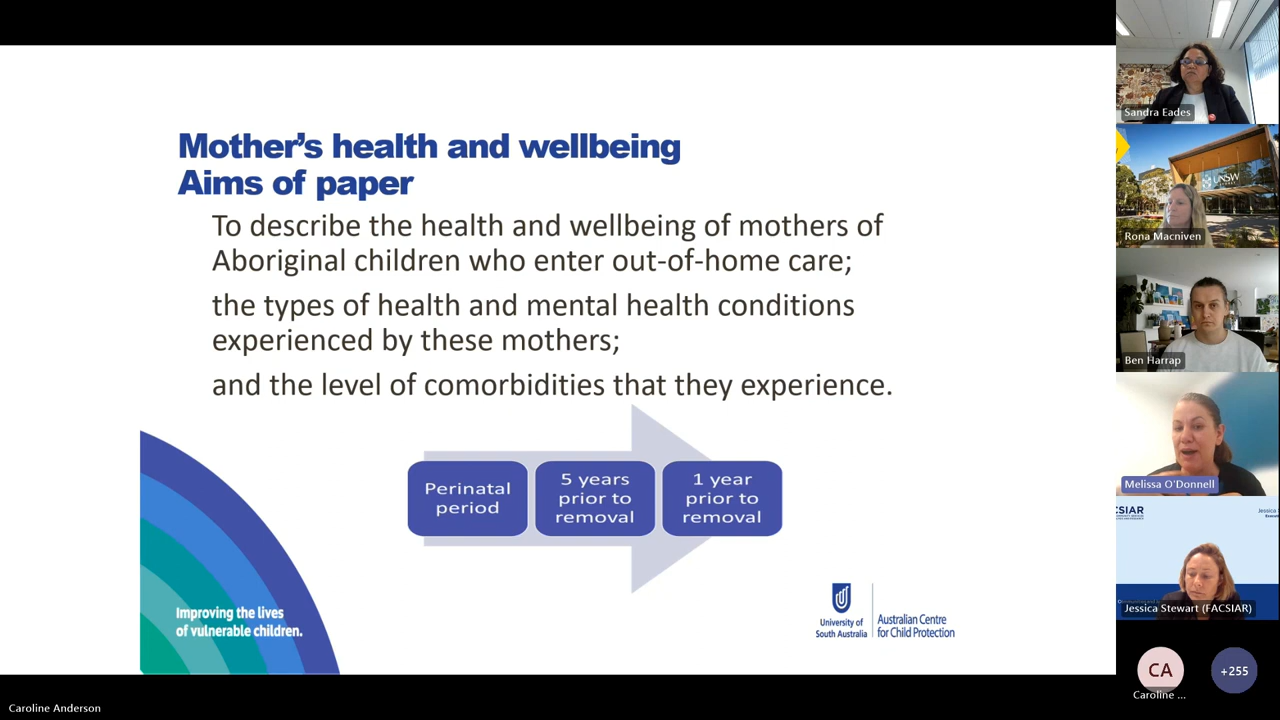 Mother's health and wellbeing
Aims of paper
To describe the health and wellbeing of mothers of
Aboriginal children who enter out-of-home care;
the types of health and mental health conditions
experienced by these mothers;
and the level of comorbidities that they experience.
Perinatal
period
5 years
prior to
removal
1 year
prior to
removal
Improving the lives
of vulnerable children.
University of
South Australia
Australian Centre
for Child Protection
Sandra Eades
UNSW
Rona Macniven
Ben Harrap
Melissa O'Donnell
CSIAR
Jessica
Jessica Stewart (FACSIAR)
CA
+255
Caroline ...
Caroline Anderson